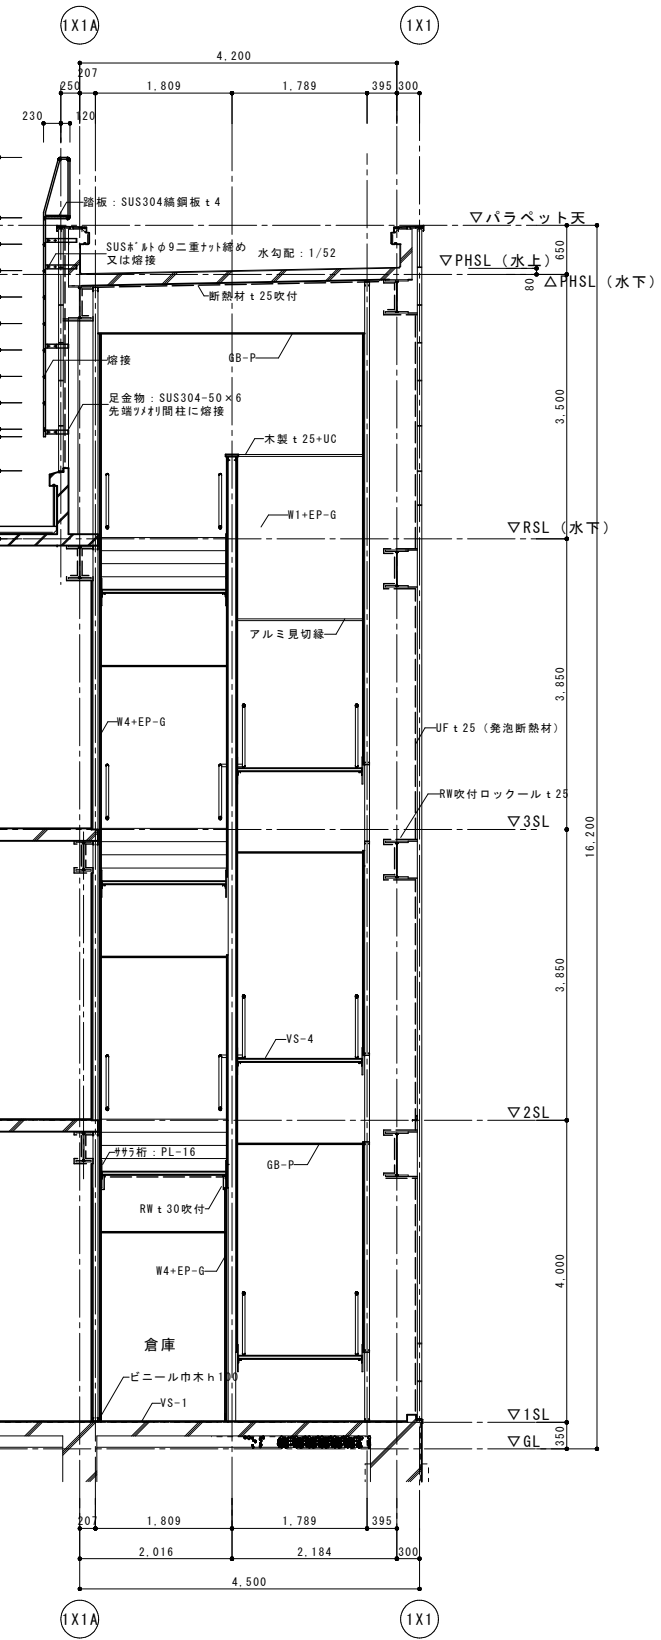 1X1A
1X1
4,200
207
250
1,809
1,789
395
300
230
120
踏板：SUS304縞鋼板ｔ4
▽パラペット天
SUSﾎﾞﾙﾄφ9二重ﾅｯﾄ緩め
又は熔接
水勾配：1/52
▽PHSL（水上）
650
80
△PHSL（水下）
断熱材ｔ25吹付
GB-P
熔接
足金物：SUS304-50×6
先端ﾂﾒｵﾘ間柱に熔接
3,500
木製ｔ25+UC
W1+EP-G
▽RSL（水下）
アルミ見切縁
3,850
W4+EP-G
UFｔ25（発泡断熱材）
RW吹付ロックールｔ25
▽3SL
16,200
3,850
VS-4
▽2SL
ｻｻﾗ桁：PL-16
GB-P
RWｔ30吹付
W4+EP-G
4,000
倉庫
ビニール巾木ｈ100
VS-1
▽1SL
▽GL
350
207
1,809
1,789
395
2,016
2,184
300
4,500
1X1A
1X1